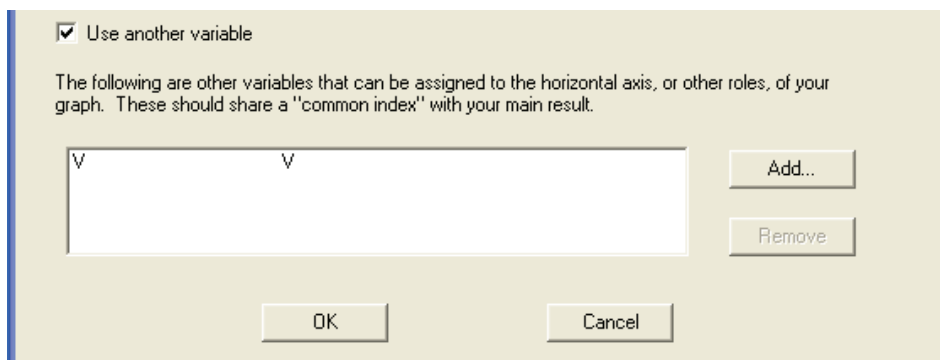 Use another variable
The following are other variables that can be assigned to the horizontal axis, or other roles, of your
graph.  These should share a "common index" with your main result.
V V
Add...
Remove
OK Cancel